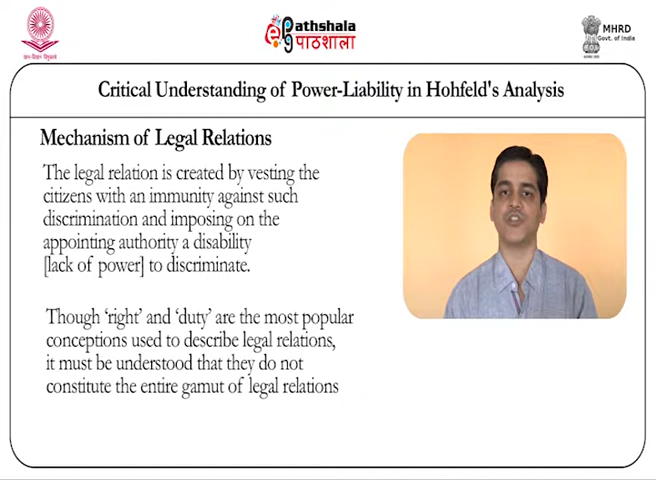 Pathshala
पाठशाला
MHRD
Govt. of India
Critical Understanding of Power-Liability in Hohfeld's Analysis
Mechanism of Legal Relations
The legal relation is created by vesting the
citizens with an immunity against such
discrimination and imposing on the
appointing authority a disability
[lack of power] to discriminate.
Though ‘right’ and ‘duty’ are the most popular
conceptions used to describe legal relations,
it must be understood that they do not
constitute the entire gamut of legal relations